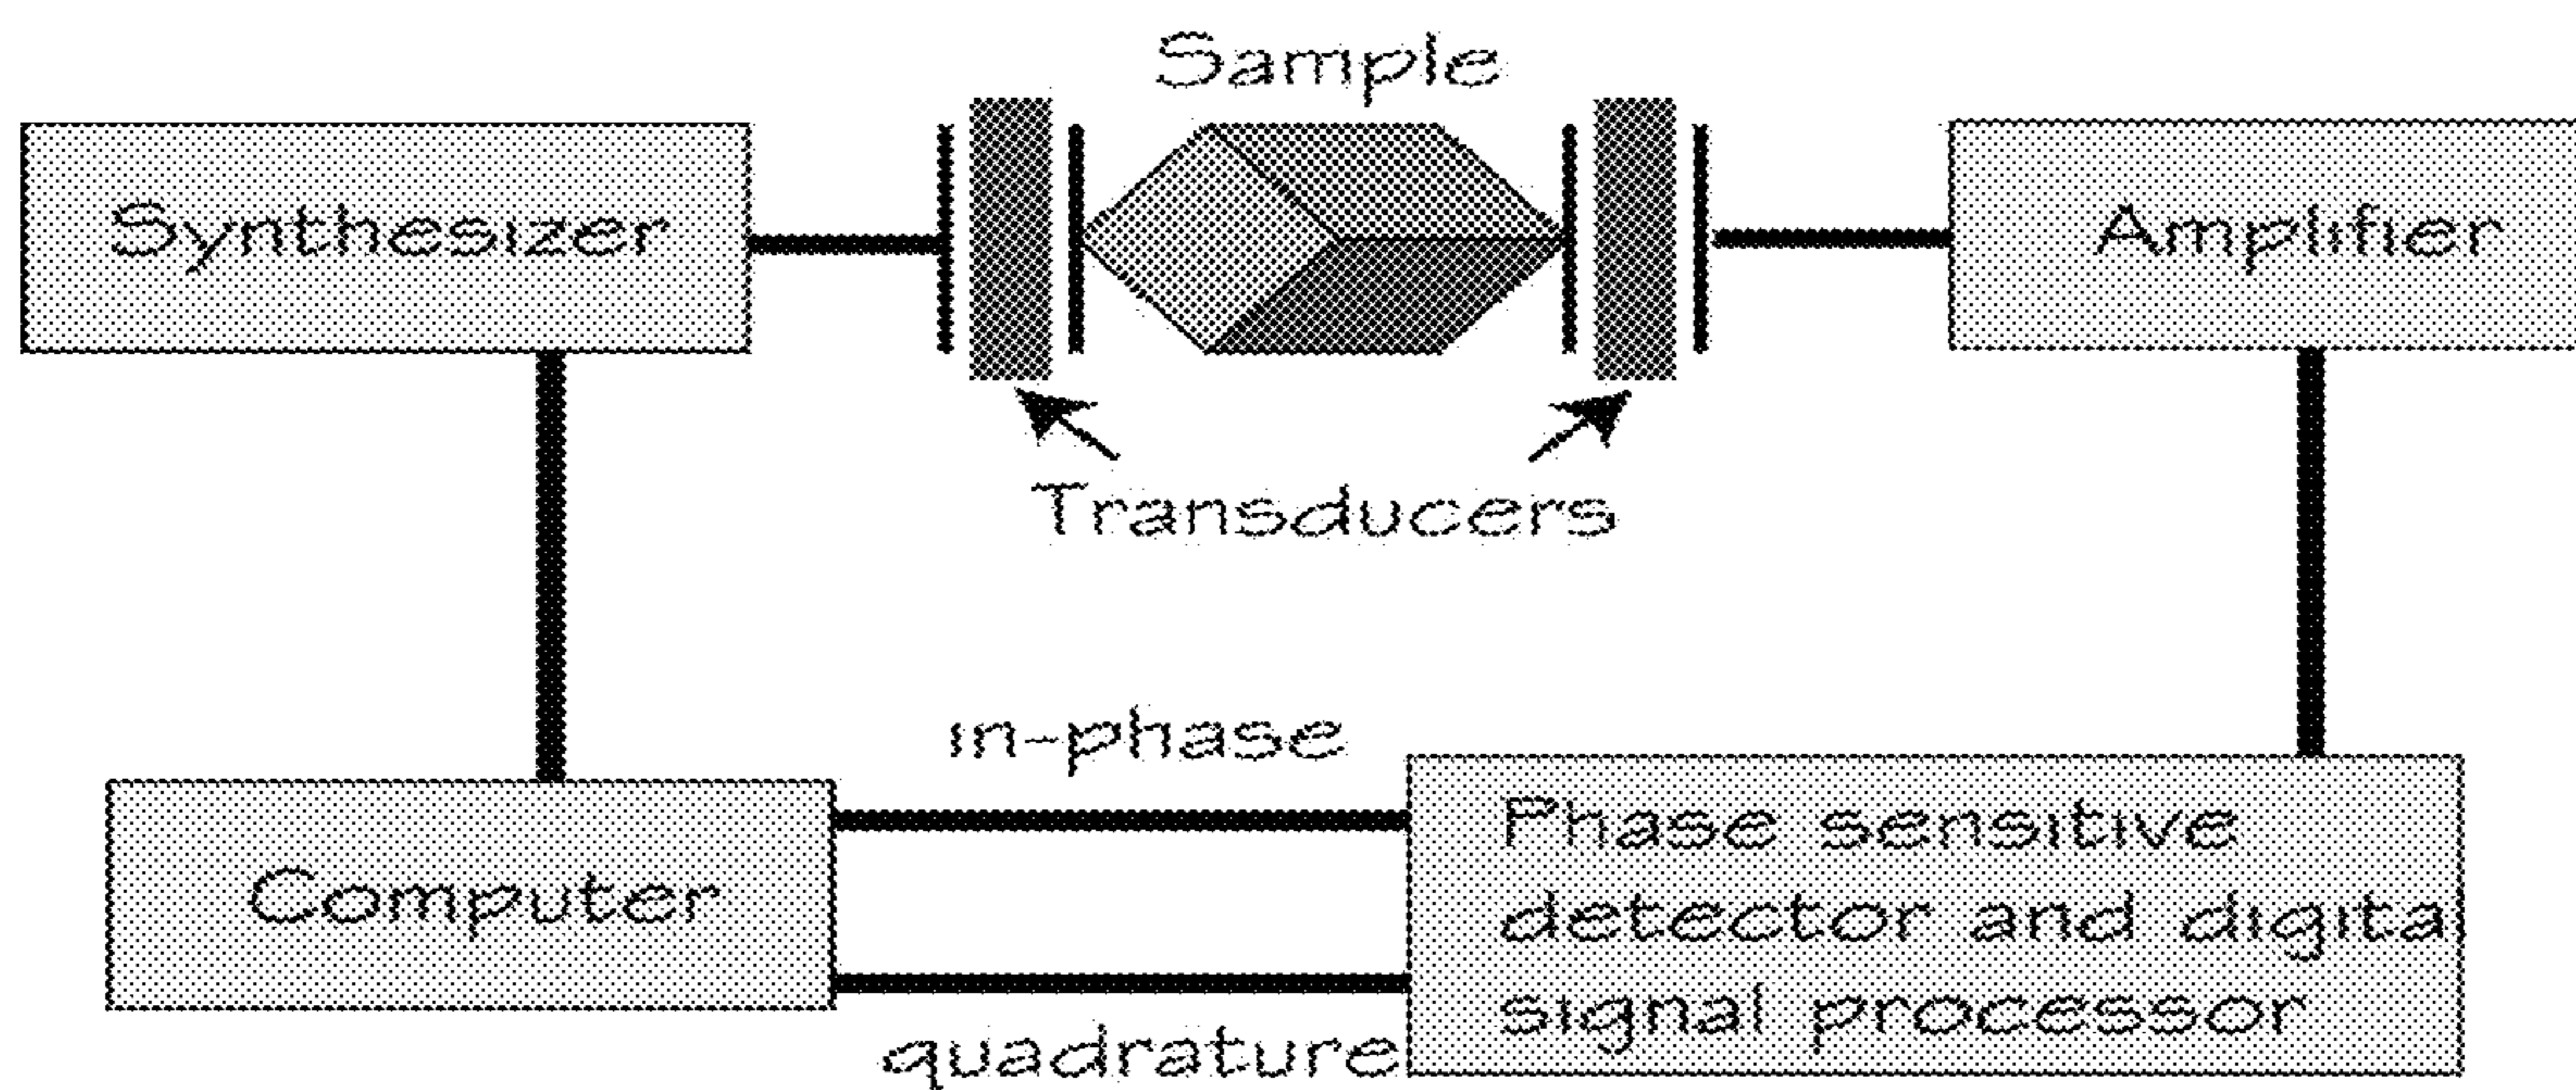 Sample
Synthesizer
Amplifier
Transducers
in-phase
Computer
Phase sensitive
detector and digital
signal processor
quadrature